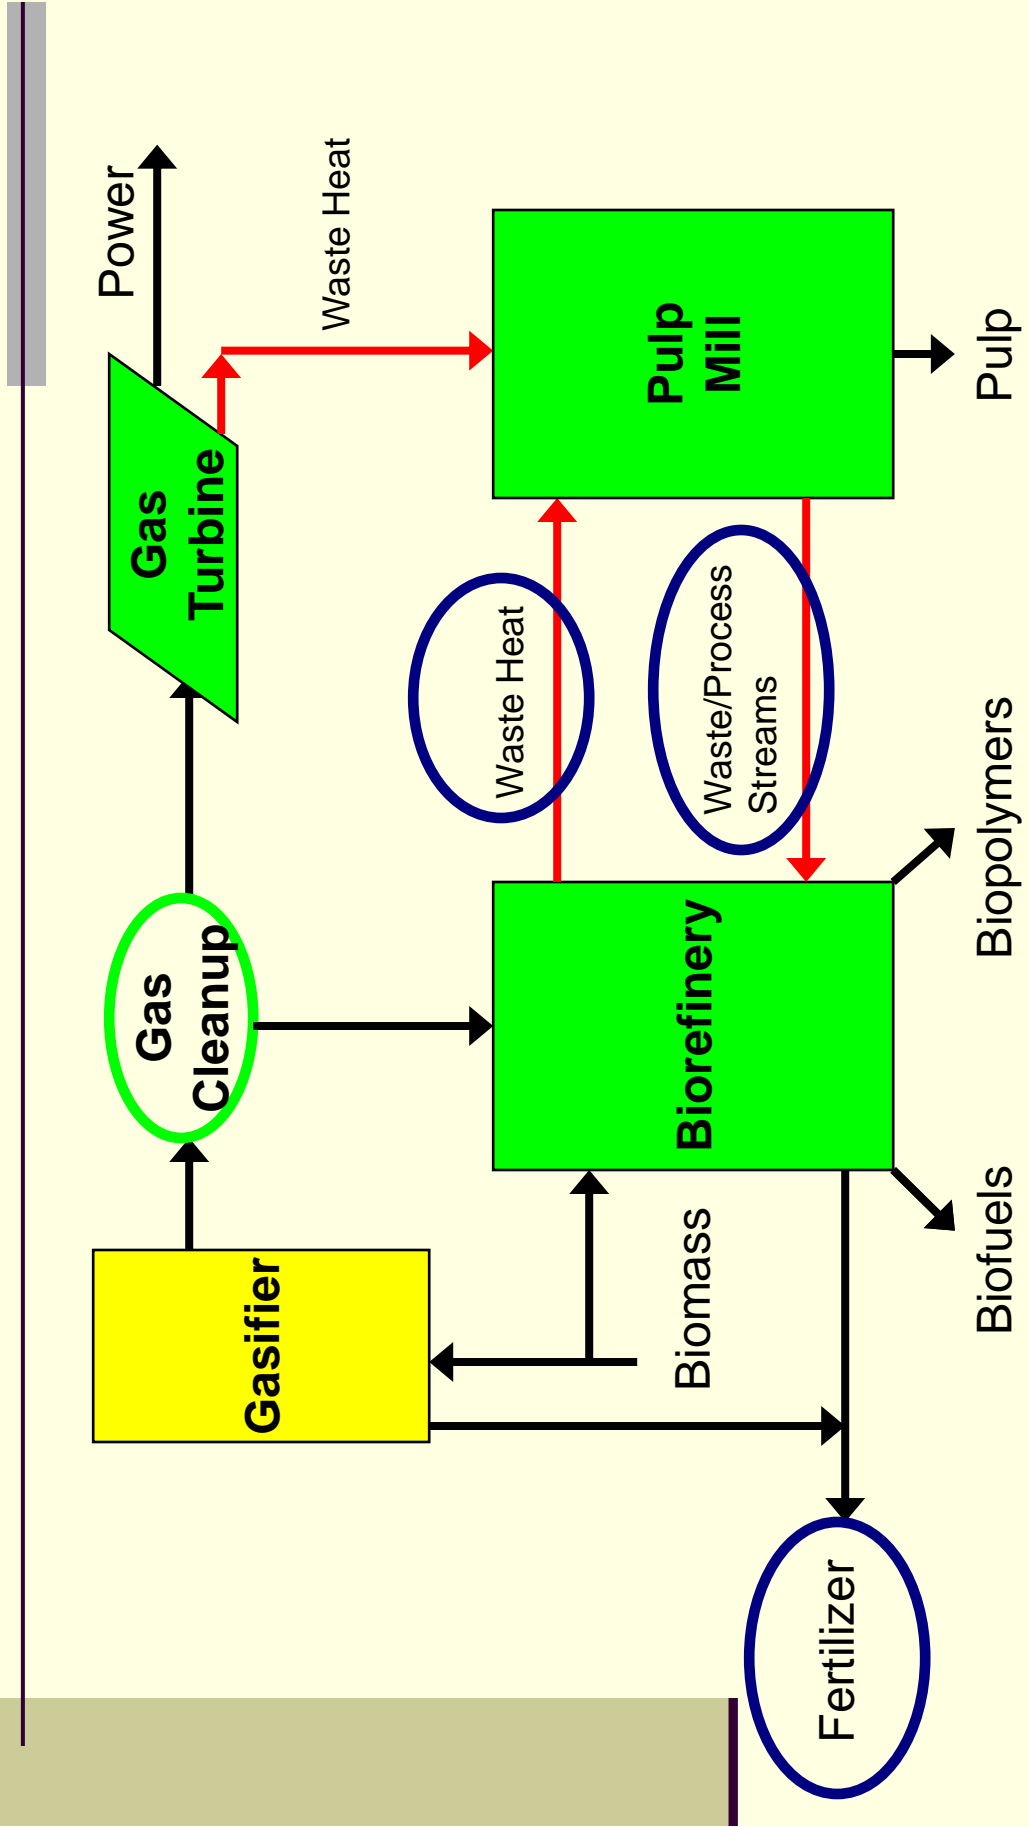 Power
Gas
Turbine
Waste Heat
Gas
Cleanup
Gasifier
Waste Heat
Pulp
Mill
Waste/Process
Streams
Biorefinery
Biomass
Fertilizer
Biofuels
Biopolymers
Pulp